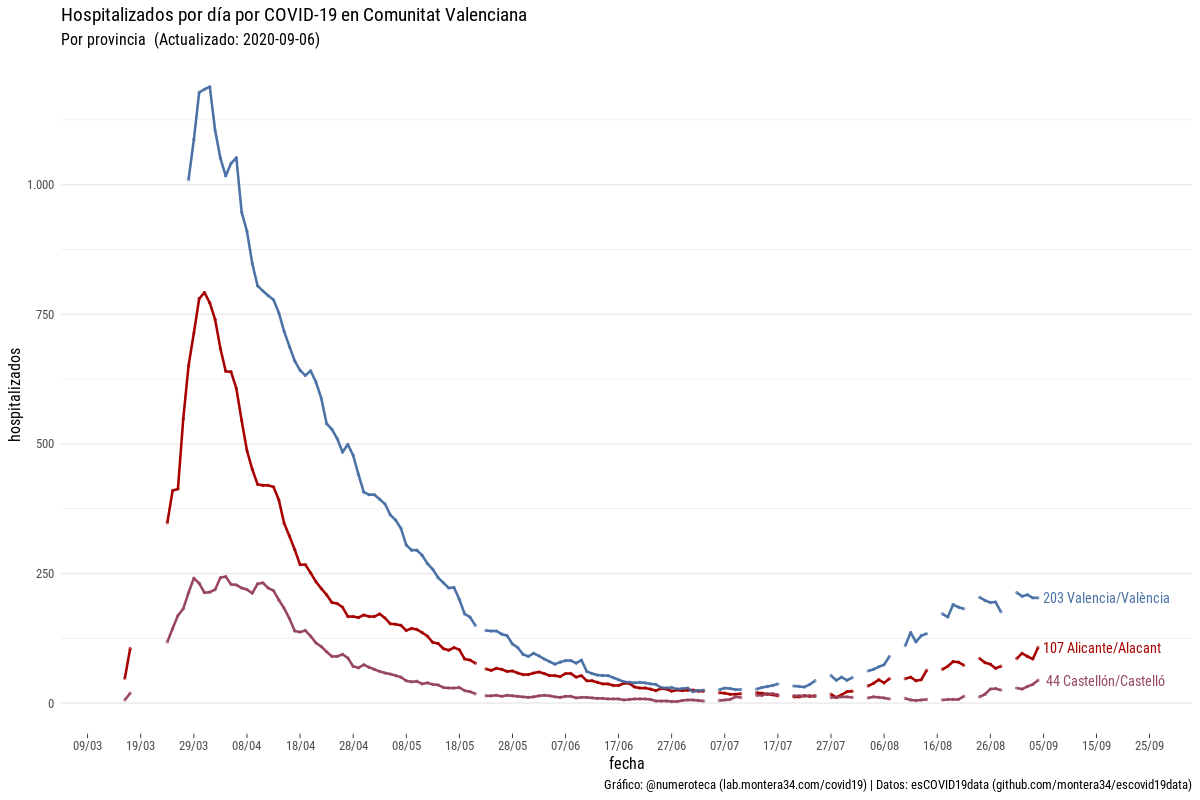 Hospitalizados por día por COVID-19 en Comunitat Valenciana
Por provincia (Actualizado: 2020-09-06)
hospitalizados
1.000
750
500
250
0
203 Valencia/València
107 Alicante/Alacant
44 Castellón/Castelló
09/03 19/03 29/03 08/04 18/04 28/04 08/05 18/05 28/05 07/06 17/06 27/06 07/07 17/07 27/07 06/08 16/08 26/08 05/09 15/09 25/09
fecha
Gráfico: @numeroteca (lab.montera34.com/covid19) | Datos: esCOVID19data (github.com/montera34/escovid19data)